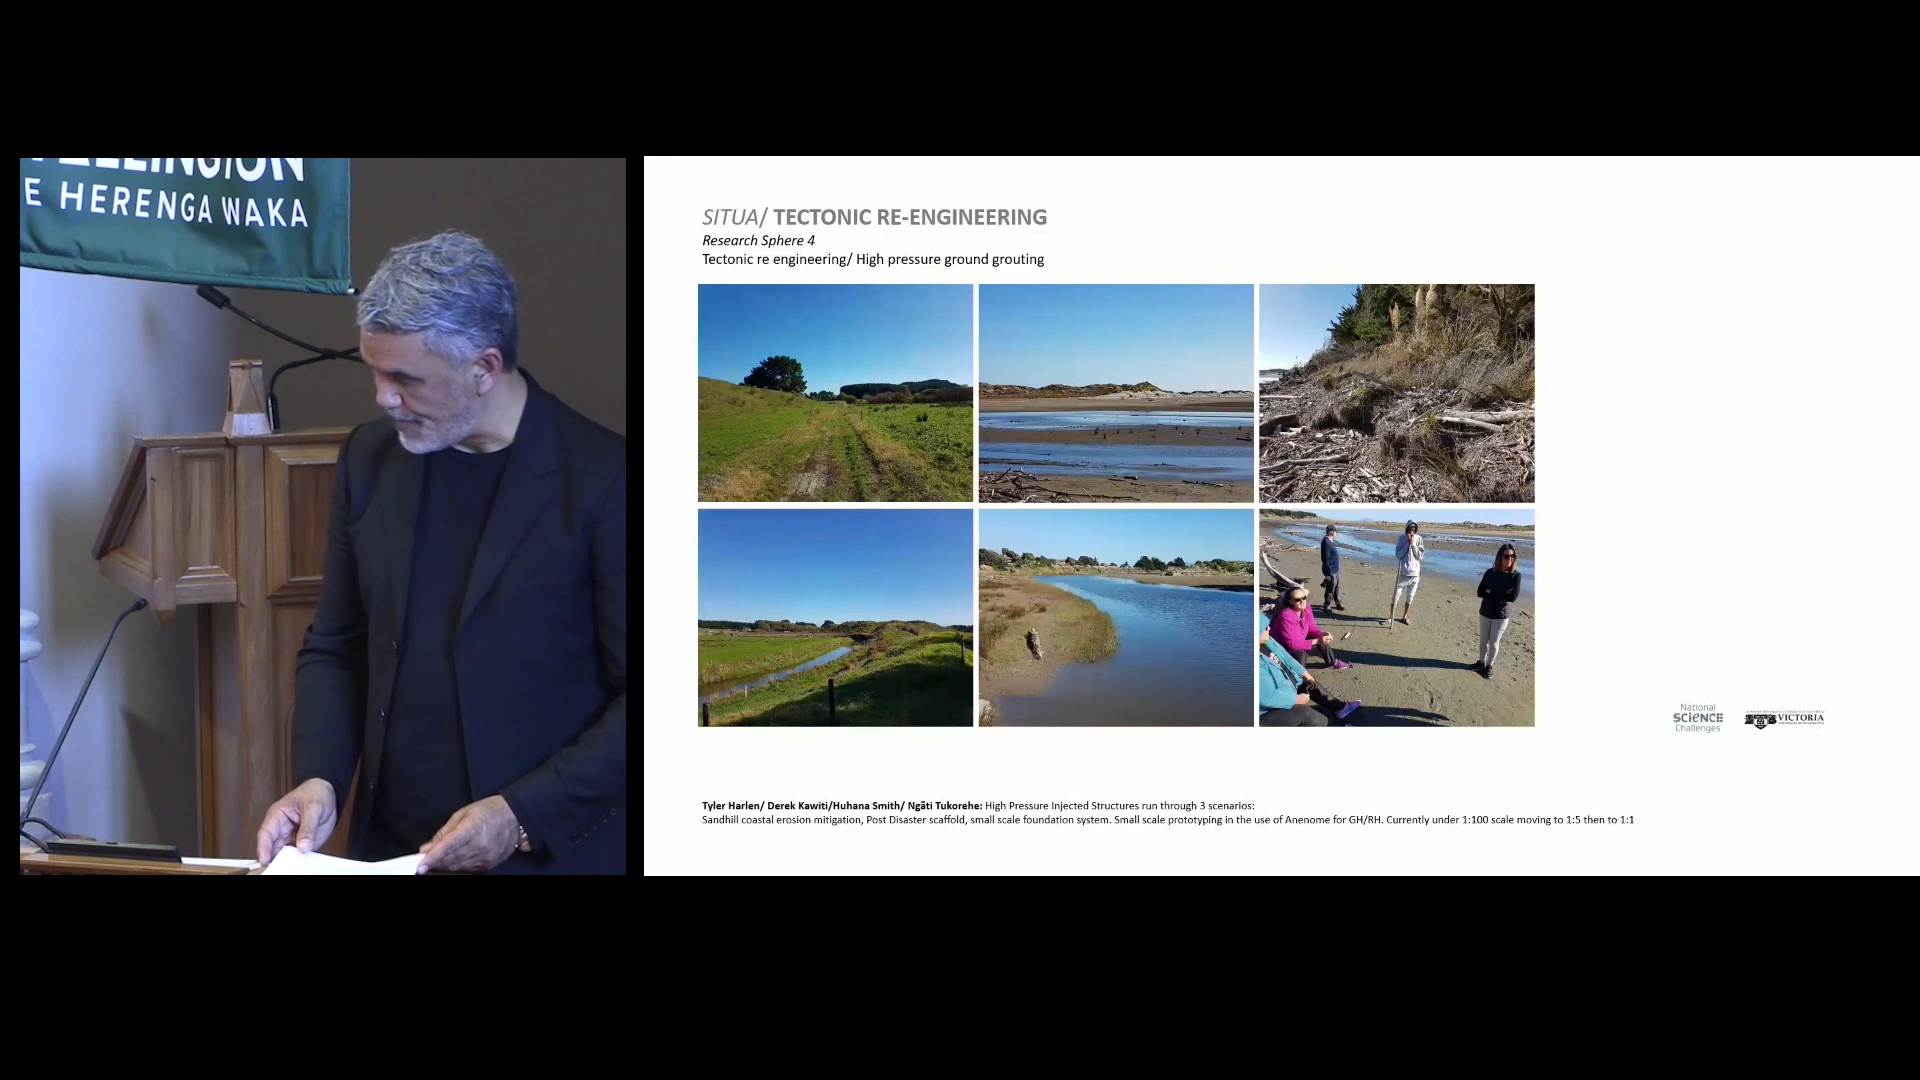 E HERENGA WAKA
SITUA/ TECTONIC RE-ENGINEERING
Research Sphere 4
Tectonic re engineering/ High pressure ground grouting
National
SCIENCE
Challenges
VICTORIA
Tyler Harlen/ Derek Kawiti/Huhana Smith/ Ngāti Tukorehe: High Pressure Injected Structures run through 3 scenarios:
Sandhill coastal erosion mitigation, Post Disaster scaffold, small scale foundation system. Small scale prototyping in the use of Anenome for GH/RH. Currently under 1:100 scale moving to 1:5 then to 1:1